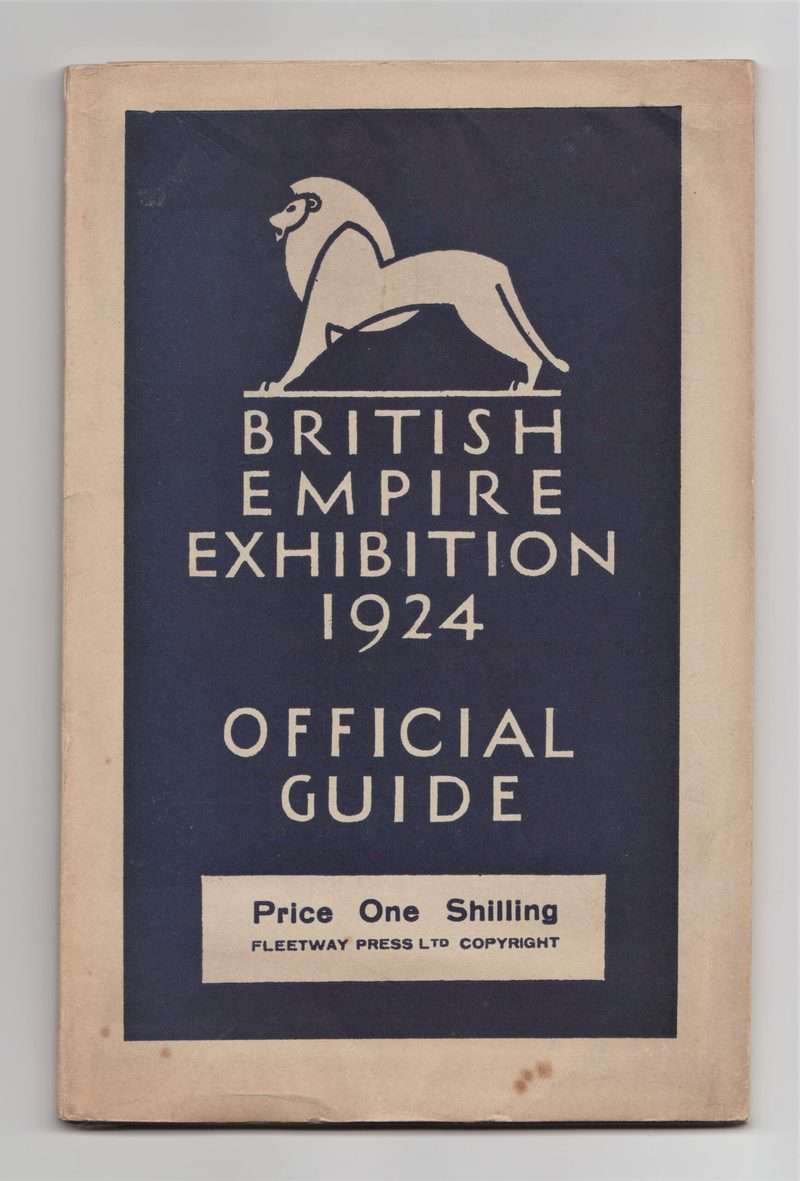 BRITISH
EMPIRE
EXHIBITION
1924
OFFICIAL
GUIDE
Price One Shilling
FLEETWAY PRESS LTD COPYRIGHT